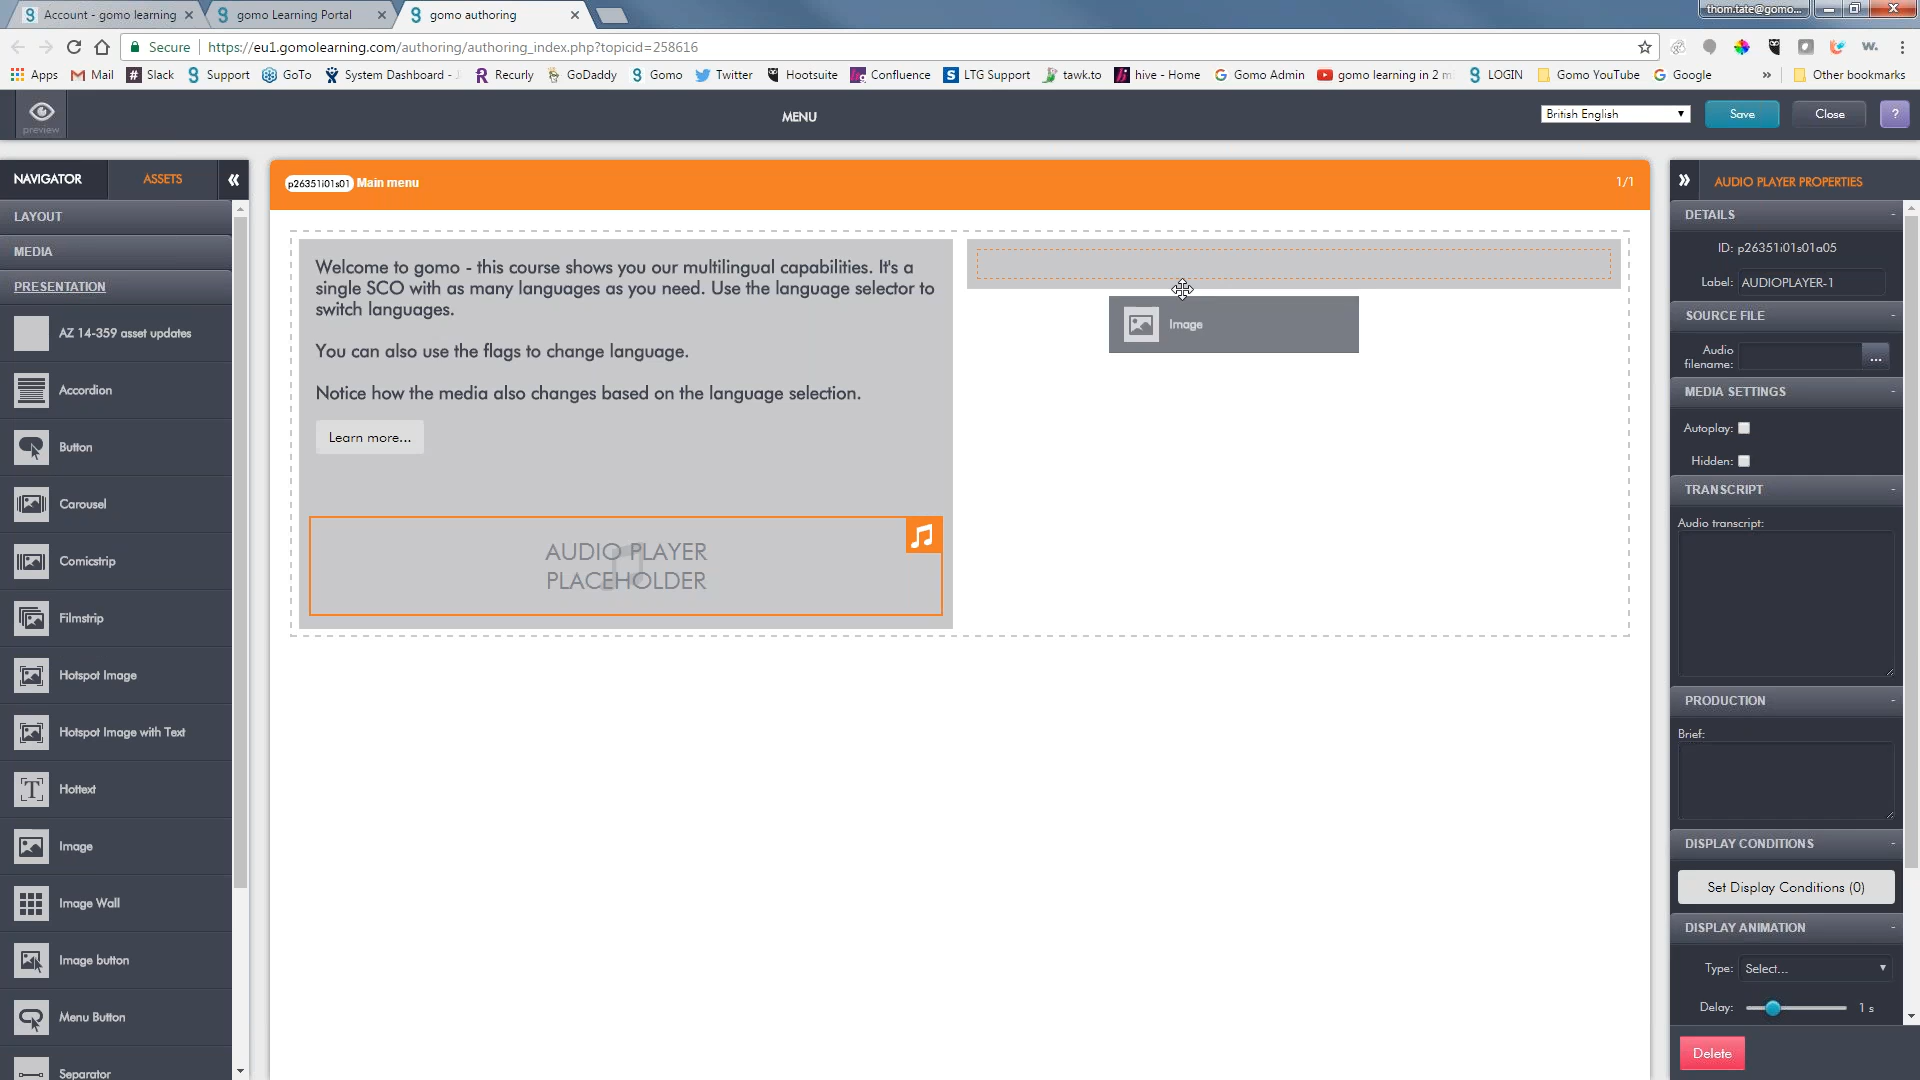 Account - gomo learning
gomo Learning Portal
gomo authoring
thom.tate@gomo...
Secure
https://eu1.gomolearning.com/authoring/authoring_index.php?topicid=258616
Apps
Mail
Slack
Support
GoTo
System Dashboard -
Recurly
GoDaddy
Gomo
Twitter
Hootsuite
Confluence
LTG Support
tawk.to
hive - Home
Gomo Admin
gomo learning in 2 m
LOGIN
Gomo YouTube
Google
»
Other bookmarks
preview
MENU
British English
Save
Close
?
NAVIGATOR
ASSETS
«
LAYOUT
MEDIA
PRESENTATION
AZ 14-359 asset updates
Accordion
Button
Carousel
Comicstrip
Filmstrip
Hotspot Image
Hotspot Image with Text
Hottext
Image
Image Wall
Image button
Menu Button
Separator
p26351i01s01 Main menu
1/1
Welcome to gomo - this course shows you our multilingual capabilities. It's a
single SCO with as many languages as you need. Use the language selector to
switch languages.
You can also use the flags to change language.
Notice how the media also changes based on the language selection.
Learn more...
AUDIO PLAYER
PLACEHOLDER
Image
»
AUDIO PLAYER PROPERTIES
DETAILS -
ID: p26351i01s01a05
Label: AUDIOPLAYER-1
SOURCE FILE -
Audio
filename:
...
MEDIA SETTINGS -
Autoplay:
Hidden:
TRANSCRIPT -
Audio transcript:
PRODUCTION -
Brief:
DISPLAY CONDITIONS -
Set Display Conditions (0)
DISPLAY ANIMATION -
Type: Select...
Delay: 1 s
Delete